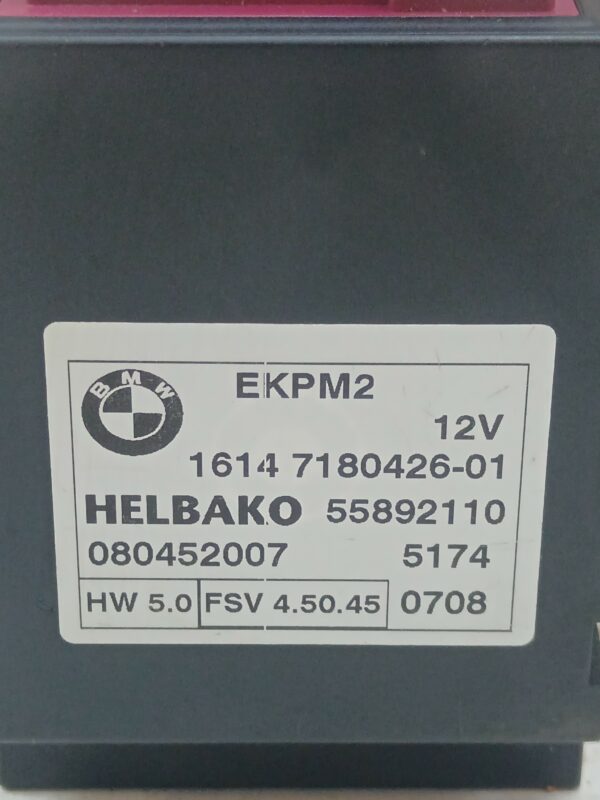 BMW
EKPM2
12V
1614 7180426-01
HELBAKO 55892110
080452007 5174
HW 5.0 FSV 4.50.45 0708